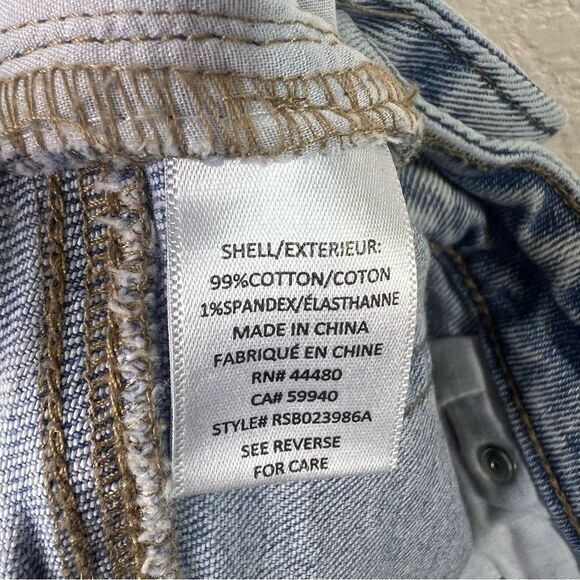 SHELL/EXTERIEUR:
99%COTTON/COTON
1%SPANDEX/ÉLASTHANNE
MADE IN CHINA
FABRIQUÉ EN CHINE
RN# 44480
CA# 59940
STYLE# RSB023986A
SEE REVERSE
FOR CARE